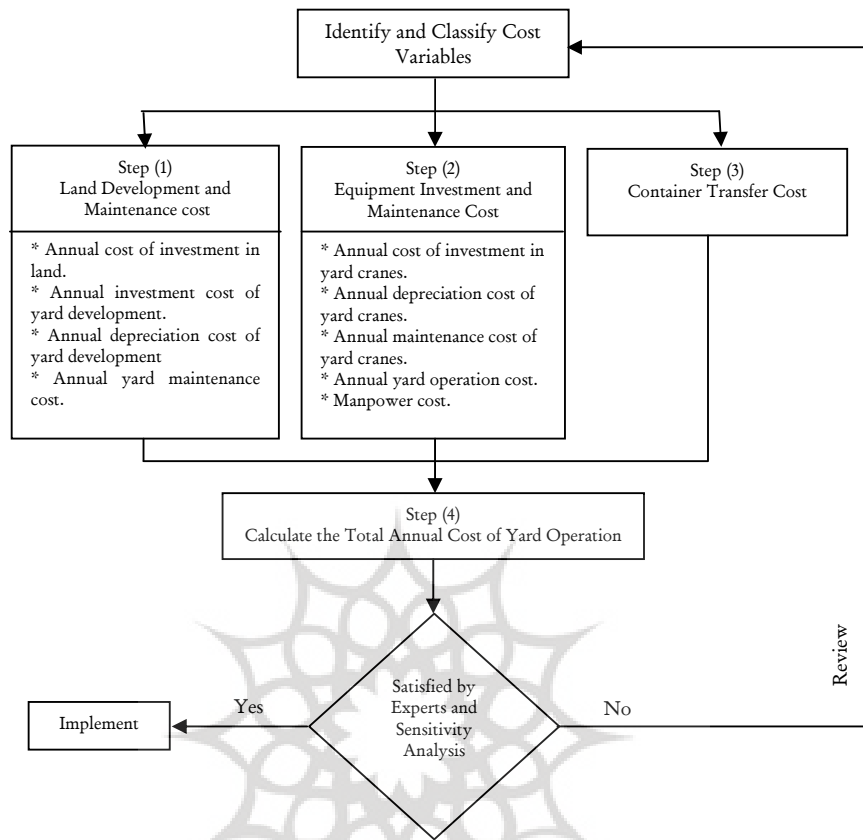 Identify and Classify Cost
Variables
Step (1)
Land Development and
Maintenance cost
* Annual cost of investment in
land.
* Annual investment cost of
yard development.
* Annual depreciation cost of
yard development
* Annual yard maintenance
cost.
Step (2)
Equipment Investment and
Maintenance Cost
* Annual cost of investment in
yard cranes.
* Annual depreciation cost of
yard cranes.
* Annual maintenance cost of
yard cranes.
* Annual yard operation cost.
* Manpower cost.
Step (3)
Container Transfer Cost
Step (4)
Calculate the Total Annual Cost of Yard Operation
Satisfied by
Experts and
Sensitivity
Analysis
Yes
Implement
No
Review